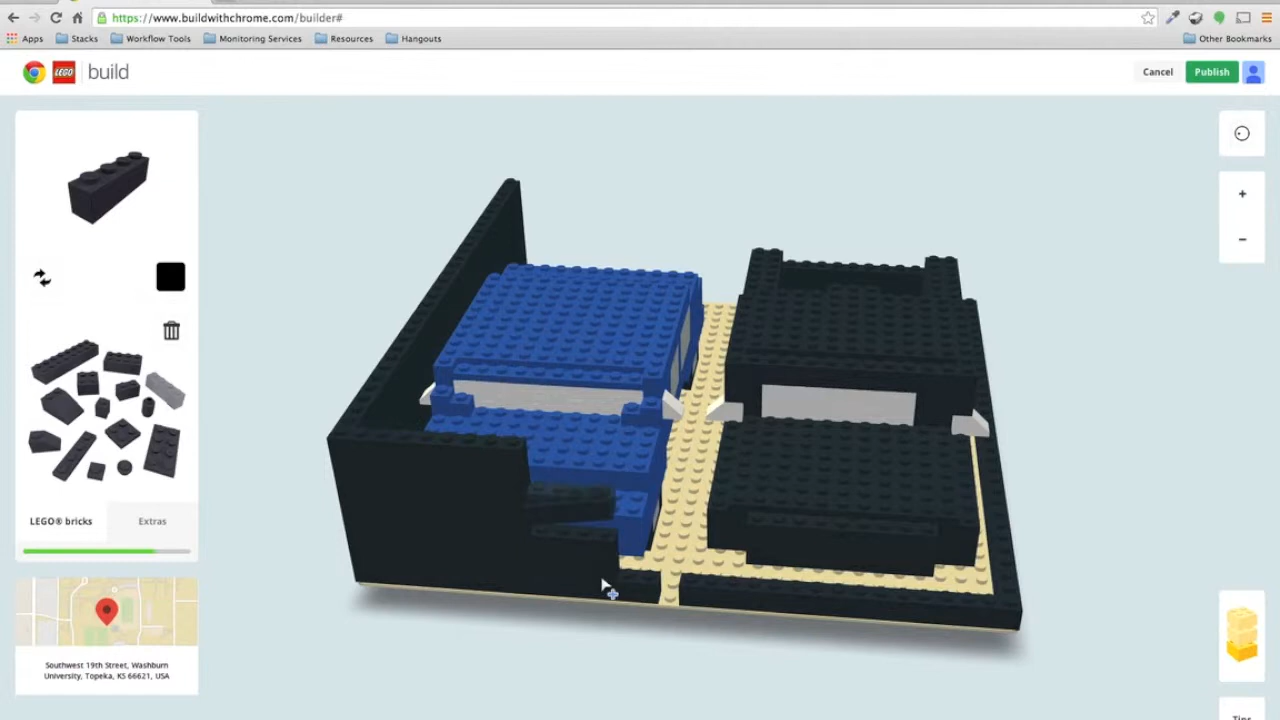 https://www.buildwithchrome.com/builder#
Apps Stacks Workflow Tools Monitoring Services Resources Hangouts Other Bookmarks
LEGO build Cancel Publish
+
−
LEGO® bricks Extras
Southwest 19th Street, Washburn
University, Topeka, KS 66621, USA
Tips